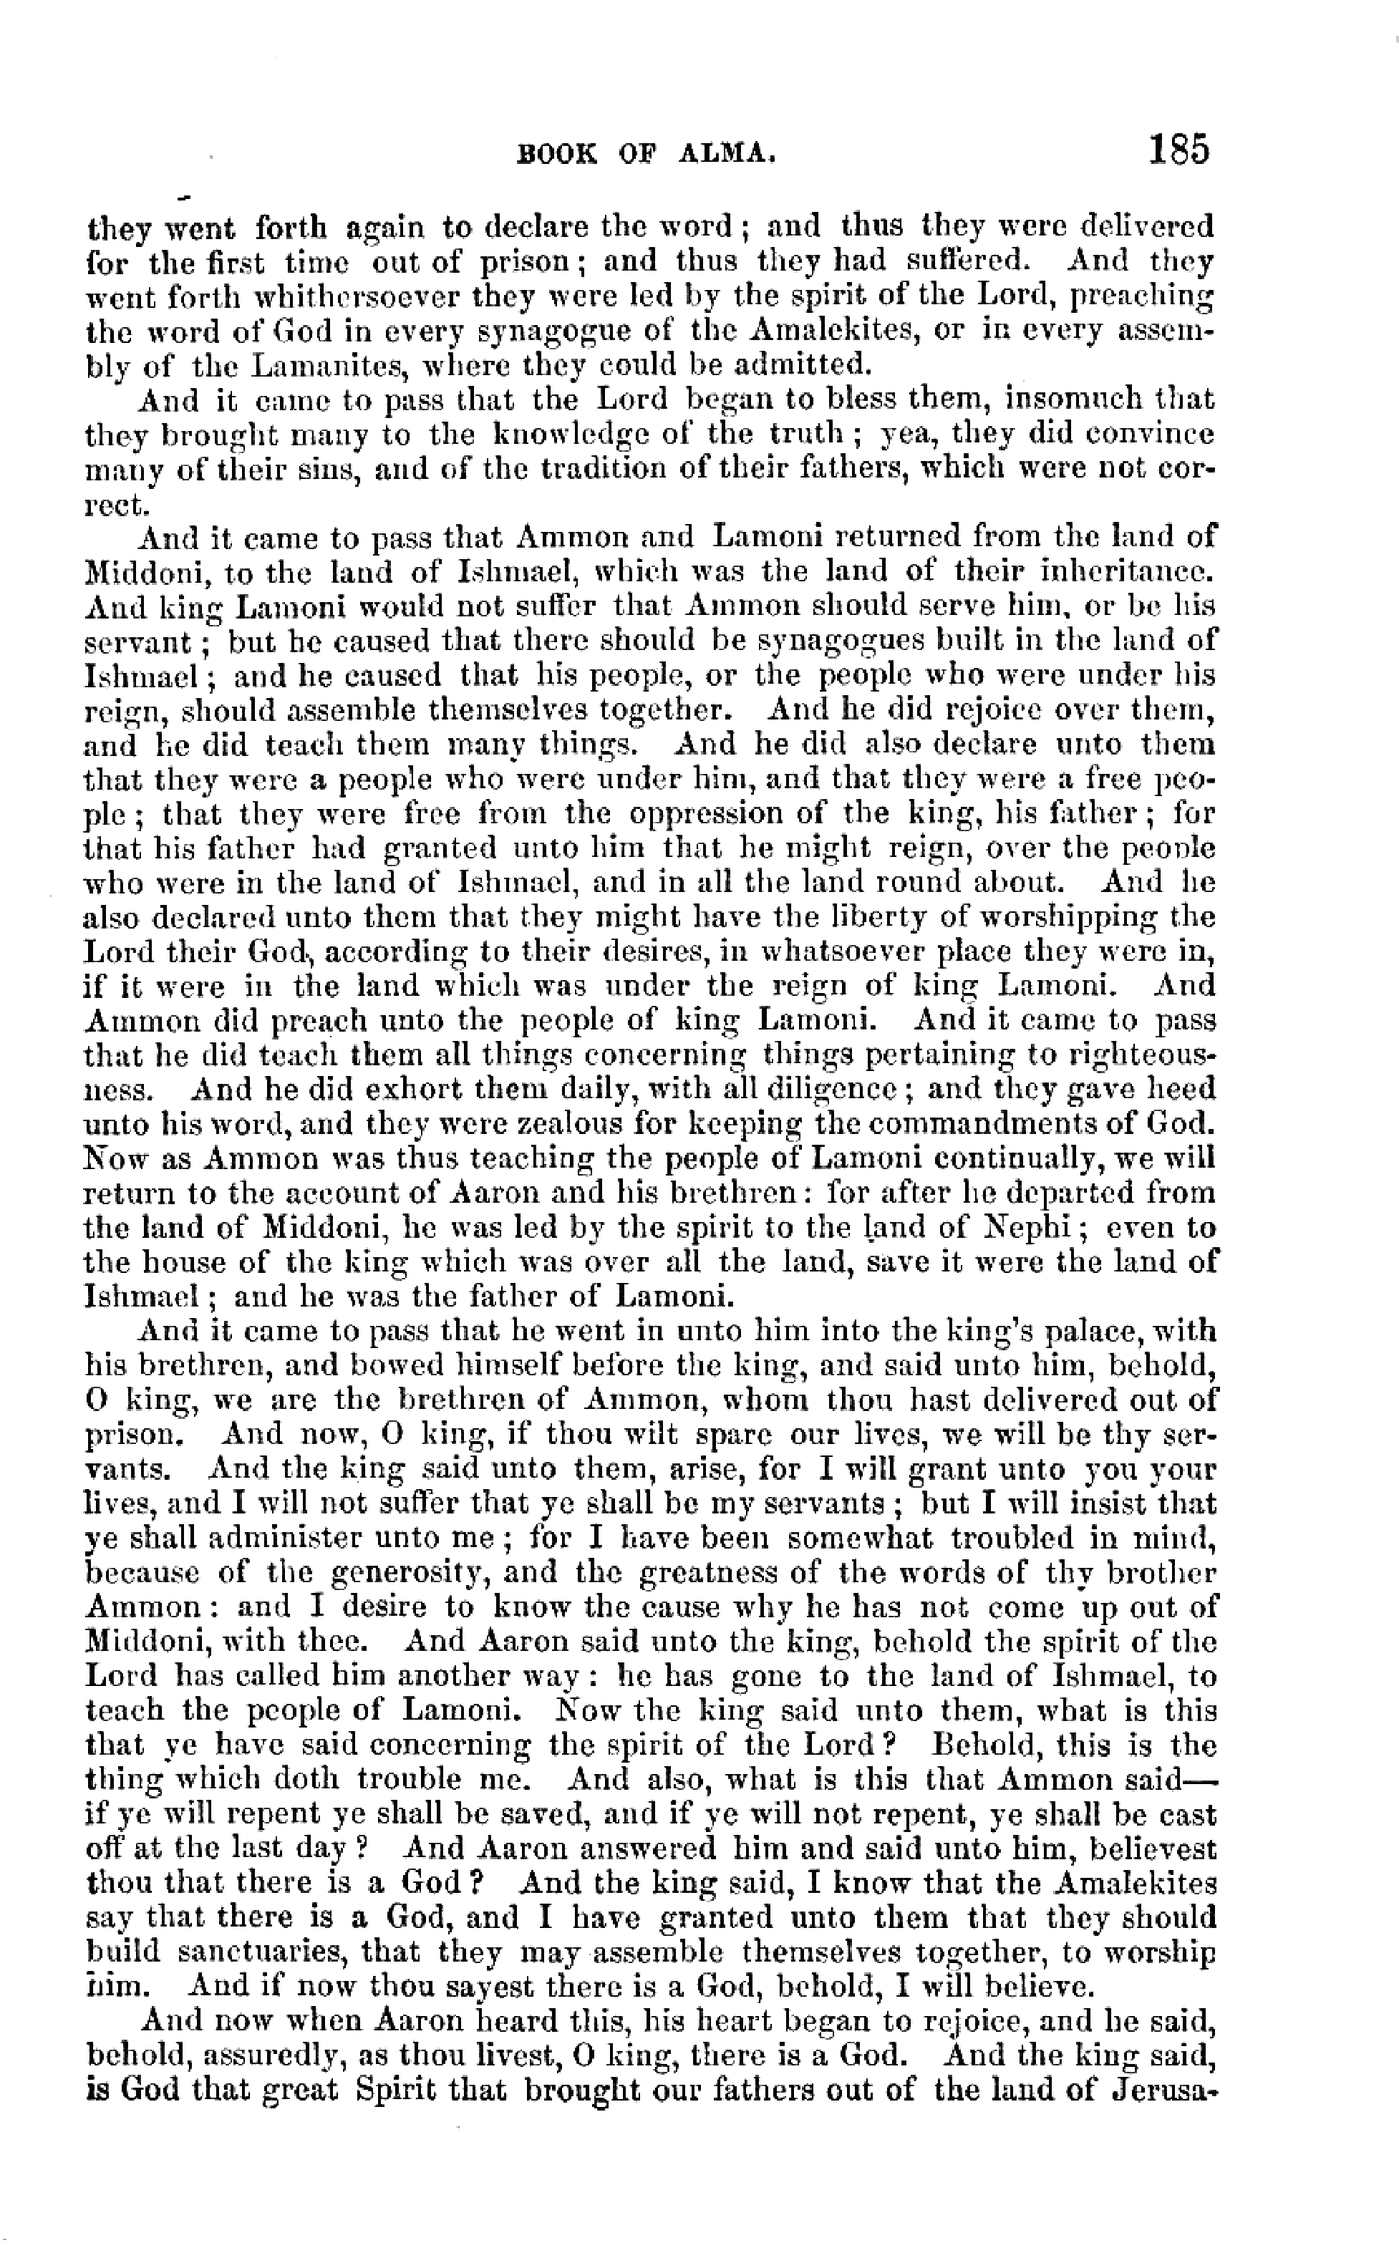 BOOK OF ALMA. 185
they went forth again to declare the word ; and thus they were delivered
for the first time out of prison ; and thus they had suffered. And they
went forth whithersoever they were led by the spirit of the Lord, preaching
the word of God in every synagogue of the Amalekites, or in every assem-
bly of the Lamanites, where they could be admitted.
And it came to pass that the Lord began to bless them, insomuch that
they brought many to the knowledge of the truth ; yea, they did convince
many of their sins, and of the tradition of their fathers, which were not cor-
rect.
And it came to pass that Ammon and Lamoni returned from the land of
Middoni, to the land of Ishmael, which was the land of their inheritance.
And king Lamoni would not suffer that Ammon should serve him, or be his
servant ; but he caused that there should be synagogues built in the land of
Ishmael ; and he caused that his people, or the people who were under his
reign, should assemble themselves together. And he did rejoice over them,
and he did teach them many things. And he did also declare unto them
that they were a people who were under him, and that they were a free peo-
ple ; that they were free from the oppression of the king, his father ; for
that his father had granted unto him that he might reign, over the people
who were in the land of Ishmael, and in all the land round about. And he
also declared unto them that they might have the liberty of worshipping the
Lord their God, according to their desires, in whatsoever place they were in,
if it were in the land which was under the reign of king Lamoni. And
Ammon did preach unto the people of king Lamoni. And it came to pass
that he did teach them all things concerning things pertaining to righteous-
ness. And he did exhort them daily, with all diligence ; and they gave heed
unto his word, and they were zealous for keeping the commandments of God.
Now as Ammon was thus teaching the people of Lamoni continually, we will
return to the account of Aaron and his brethren : for after he departed from
the land of Middoni, he was led by the spirit to the land of Nephi ; even to
the house of the king which was over all the land, save it were the land of
Ishmael ; and he was the father of Lamoni.
And it came to pass that he went in unto him into the king's palace, with
his brethren, and bowed himself before the king, and said unto him, behold,
O king, we are the brethren of Ammon, whom thou hast delivered out of
prison. And now, O king, if thou wilt spare our lives, we will be thy ser-
vants. And the king said unto them, arise, for I will grant unto you your
lives, and I will not suffer that ye shall be my servants ; but I will insist that
ye shall administer unto me ; for I have been somewhat troubled in mind,
because of the generosity, and the greatness of the words of thy brother
Ammon : and I desire to know the cause why he has not come up out of
Middoni, with thee. And Aaron said unto the king, behold the spirit of the
Lord has called him another way : he has gone to the land of Ishmael, to
teach the people of Lamoni. Now the king said unto them, what is this
that ye have said concerning the spirit of the Lord ? Behold, this is the
thing which doth trouble me. And also, what is this that Ammon said—
if ye will repent ye shall be saved, and if ye will not repent, ye shall be cast
off at the last day ? And Aaron answered him and said unto him, believest
thou that there is a God ? And the king said, I know that the Amalekites
say that there is a God, and I have granted unto them that they should
build sanctuaries, that they may assemble themselves together, to worship
him. And if now thou sayest there is a God, behold, I will believe.
And now when Aaron heard this, his heart began to rejoice, and he said,
behold, assuredly, as thou livest, O king, there is a God. And the king said,
is God that great Spirit that brought our fathers out of the land of Jerusa-